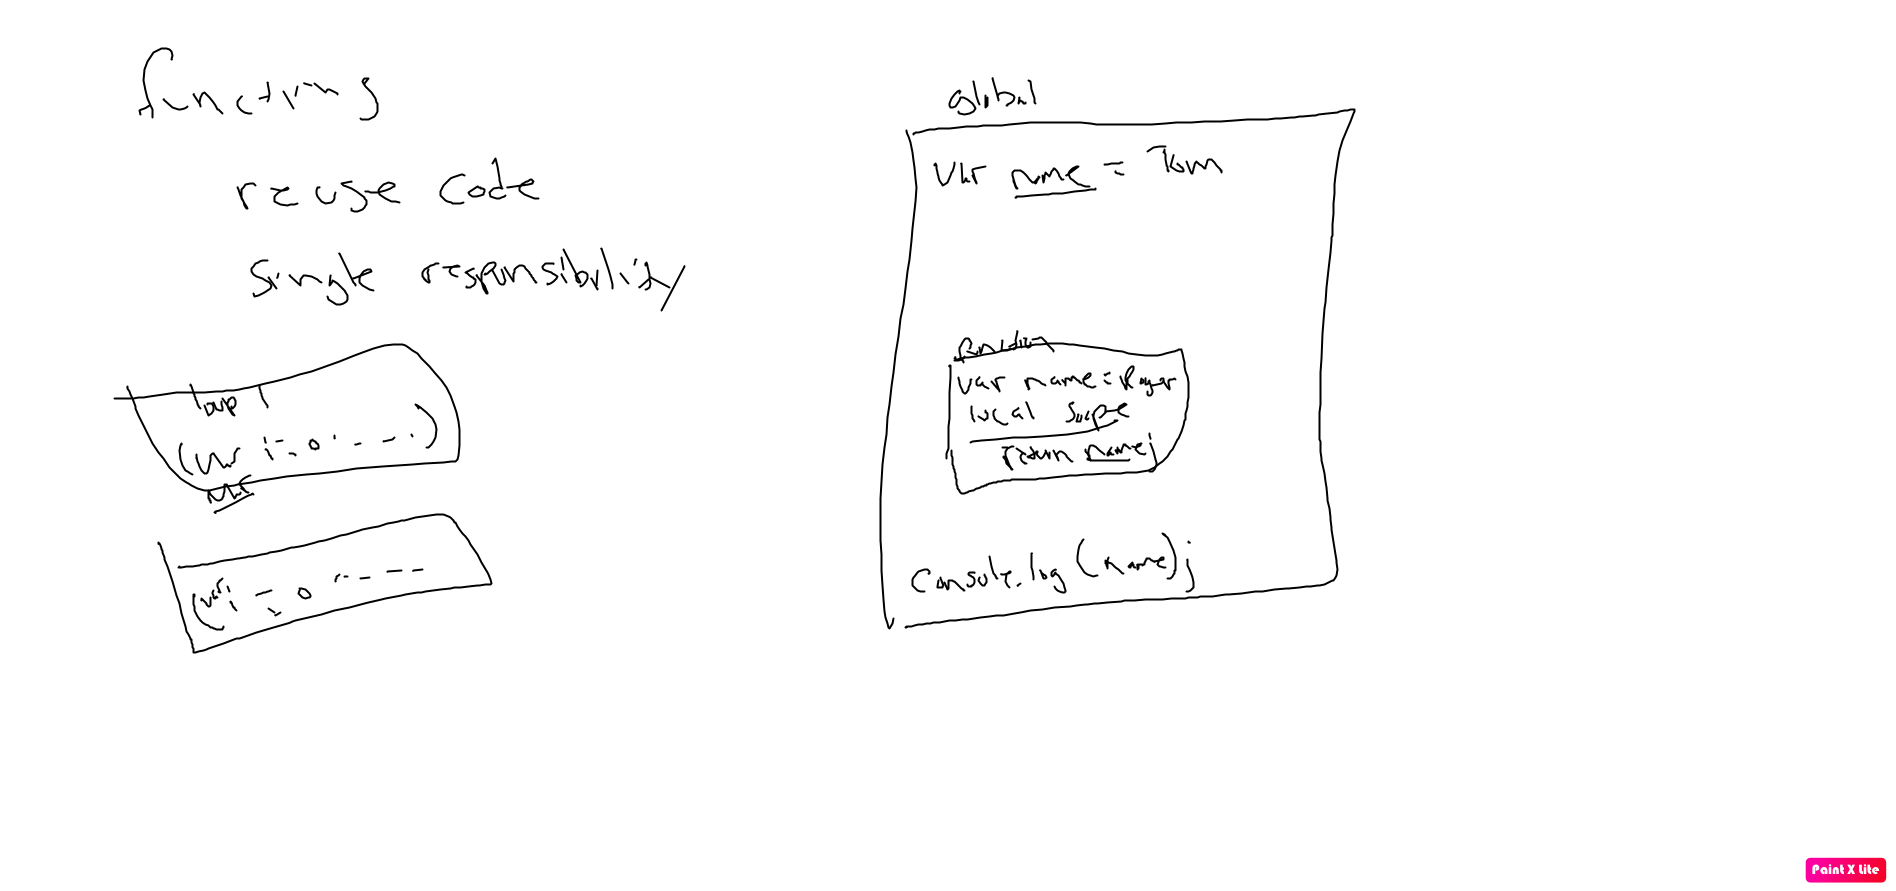 functions
reuse code
single responsibility
loop 1
(var i = 0 ; - - - . )
(var i = 0 ; - - - -
global
var name = Tom
function
var name = Roger
local scope
return name;
console.log(name);
Paint X Lite